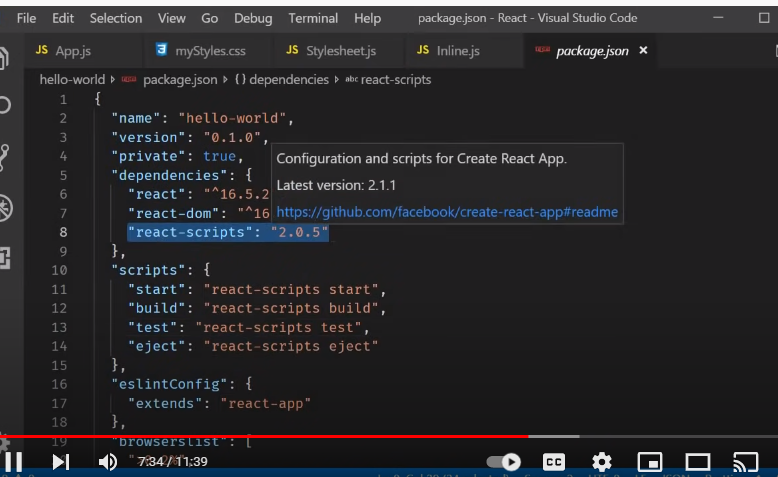 File Edit Selection View Go Debug Terminal Help package.json - React - Visual Studio Code
JS App.js myStyles.css JS Stylesheet.js JS Inline.js package.json ×
hello-world package.json { } dependencies abc react-scripts
1 {
2 "name": "hello-world",
3 "version": "0.1.0",
4 "private": true,
Configuration and scripts for Create React App.
5 "dependencies": {
Latest version: 2.1.1
6 "react": "^16.5.2
7 "react-dom": "^16
https://github.com/facebook/create-react-app#readme
8 "react-scripts": "2.0.5"
9 },
10 "scripts": {
11 "start": "react-scripts start",
12 "build": "react-scripts build",
13 "test": "react-scripts test",
14 "eject": "react-scripts eject"
15 },
16 "eslintConfig": {
17 "extends": "react-app"
18 },
19 "browserslist": [
7:34 / 11:39 CC